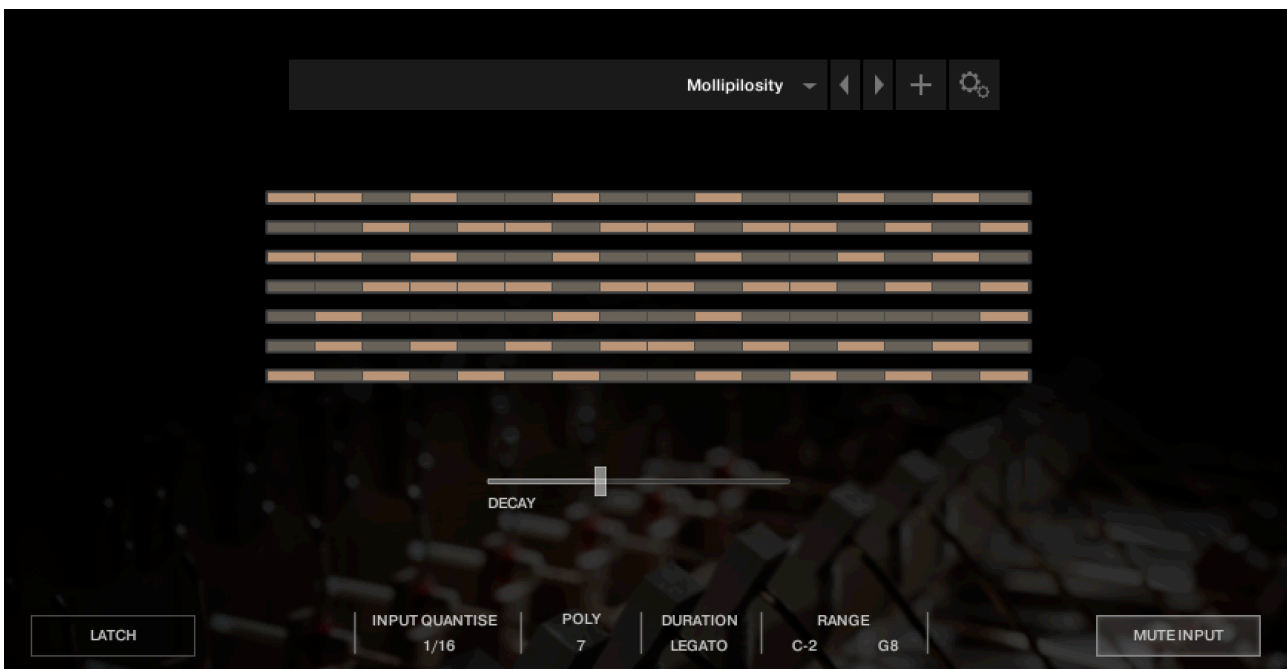 Mollipilosity
DECAY
LATCH
INPUT QUANTISE
1/16
POLY
7
DURATION
LEGATO
RANGE
C-2 G8
MUTE INPUT